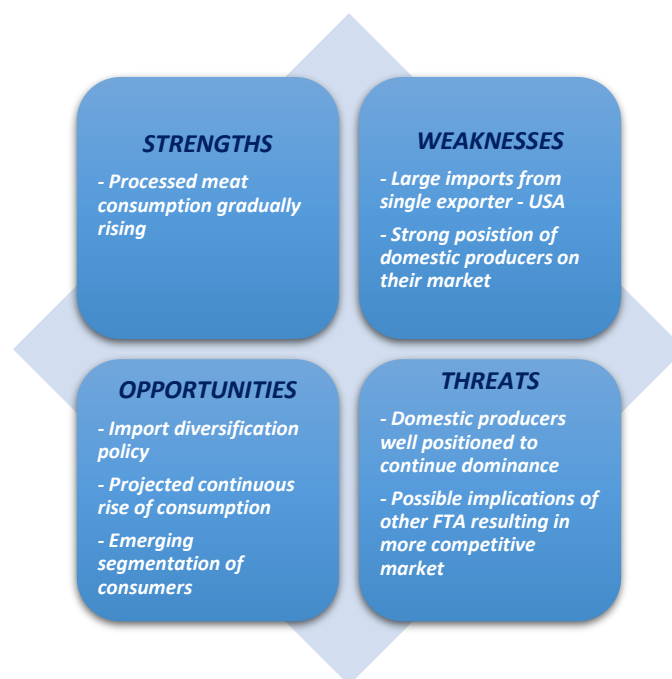 STRENGTHS
- Processed meat
consumption gradually
rising
WEAKNESSES
- Large imports from
single exporter - USA
- Strong posistion of
domestic producers on
their market
OPPORTUNITIES
- Import diversification
policy
- Projected continuous
rise of consumption
- Emerging
segmentation of
consumers
THREATS
- Domestic producers
well positioned to
continue dominance
- Possible implications of
other FTA resulting in
more competitive
market